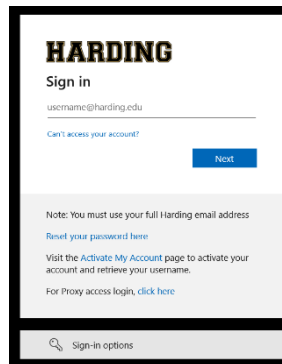 HARDING
Sign in
username@harding.edu
Can't access your account?
Next
Note: You must use your full Harding email address
Reset your password here
Visit the Activate My Account page to activate your
account and retrieve your username.
For Proxy access login, click here
Sign-in options